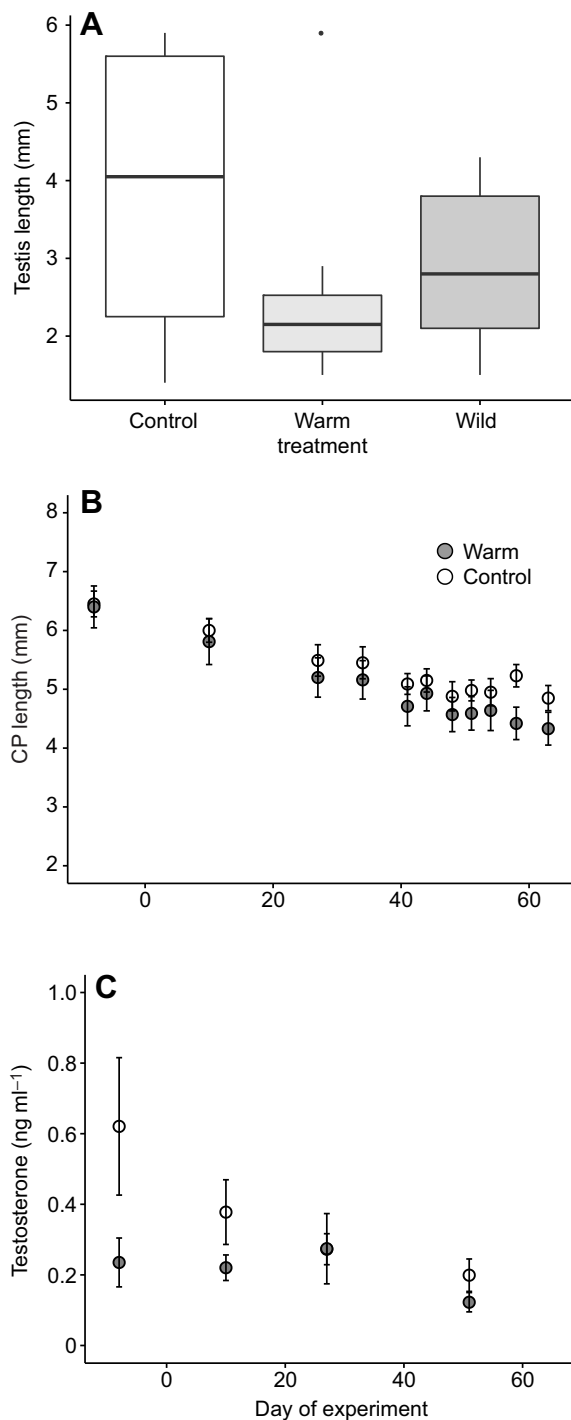 A
6
5
4
3
2
Testis length (mm)
Control
Warm
treatment
Wild
B
8
7
6
5
4
3
2
CP length (mm)
Warm
Control
0
20
40
60
C
1.0
0.8
0.6
0.4
0.2
0
Testosterone (ng ml⁻¹)
0
20
40
60
Day of experiment